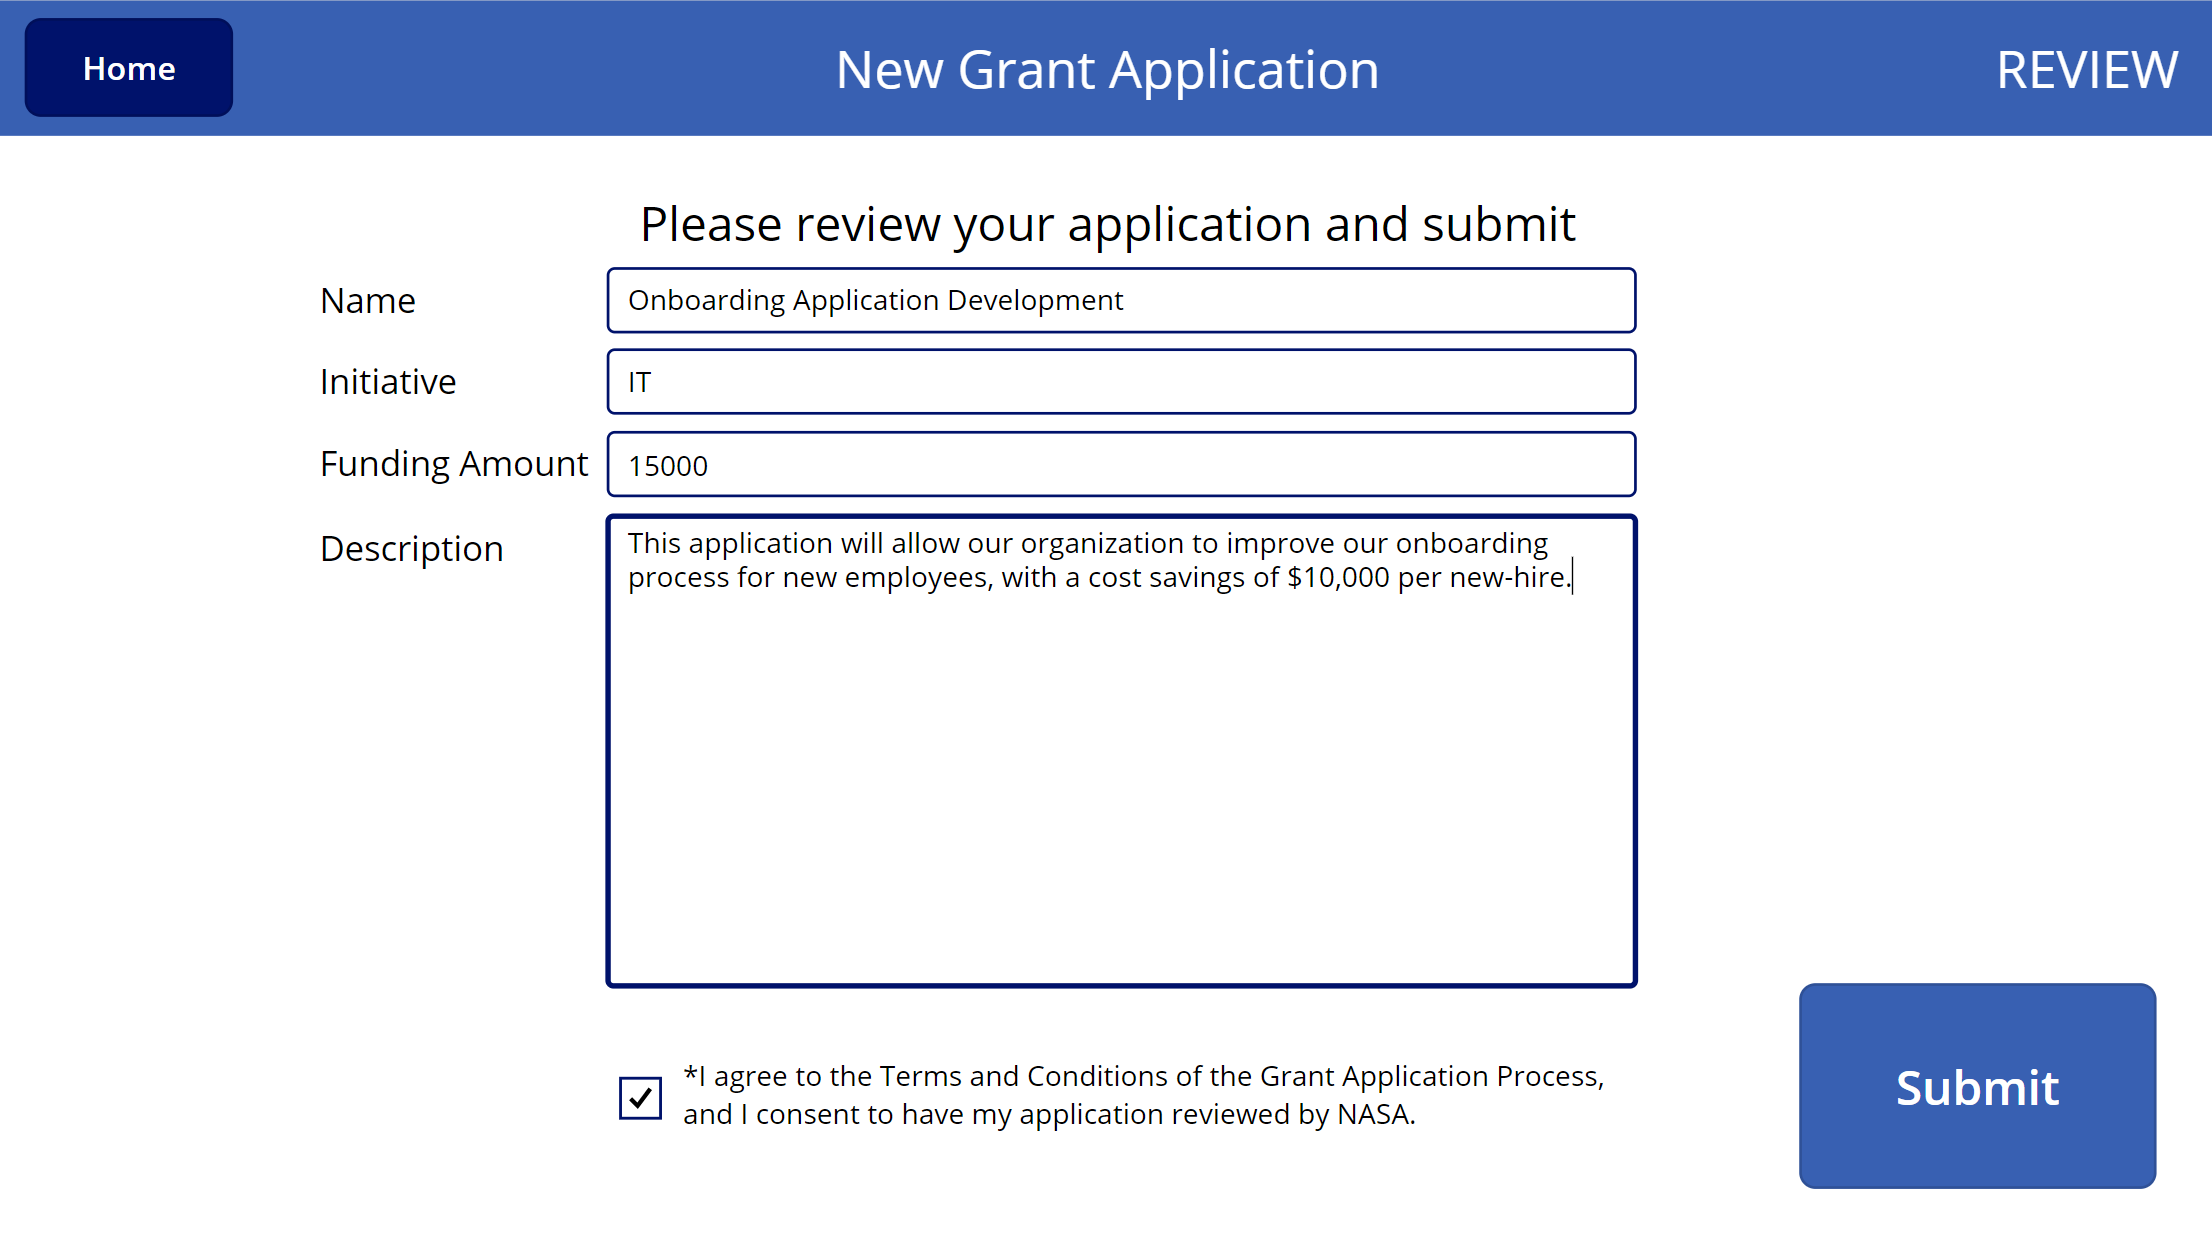 Home
New Grant Application
REVIEW
Please review your application and submit
Name
Onboarding Application Development
Initiative
IT
Funding Amount
15000
Description
This application will allow our organization to improve our onboarding
process for new employees, with a cost savings of $10,000 per new-hire.
*I agree to the Terms and Conditions of the Grant Application Process,
and I consent to have my application reviewed by NASA.
Submit